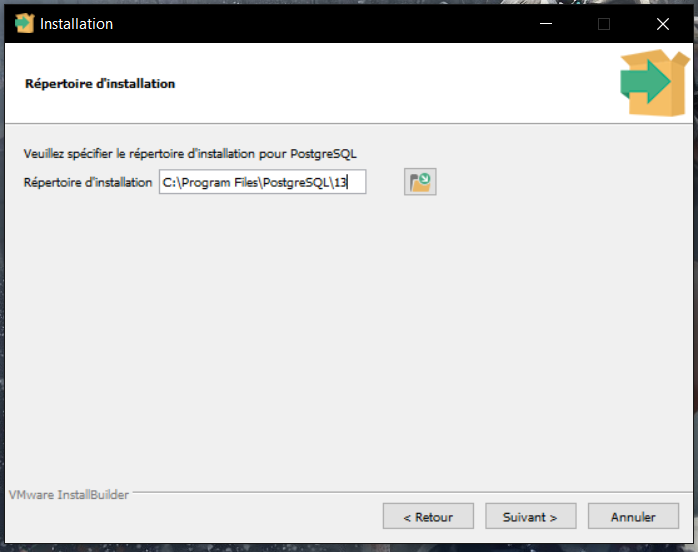 Installation
Répertoire d'installation
Veuillez spécifier le répertoire d'installation pour PostgreSQL
Répertoire d'installation C:\Program Files\PostgreSQL\13
VMware InstallBuilder
< Retour Suivant > Annuler